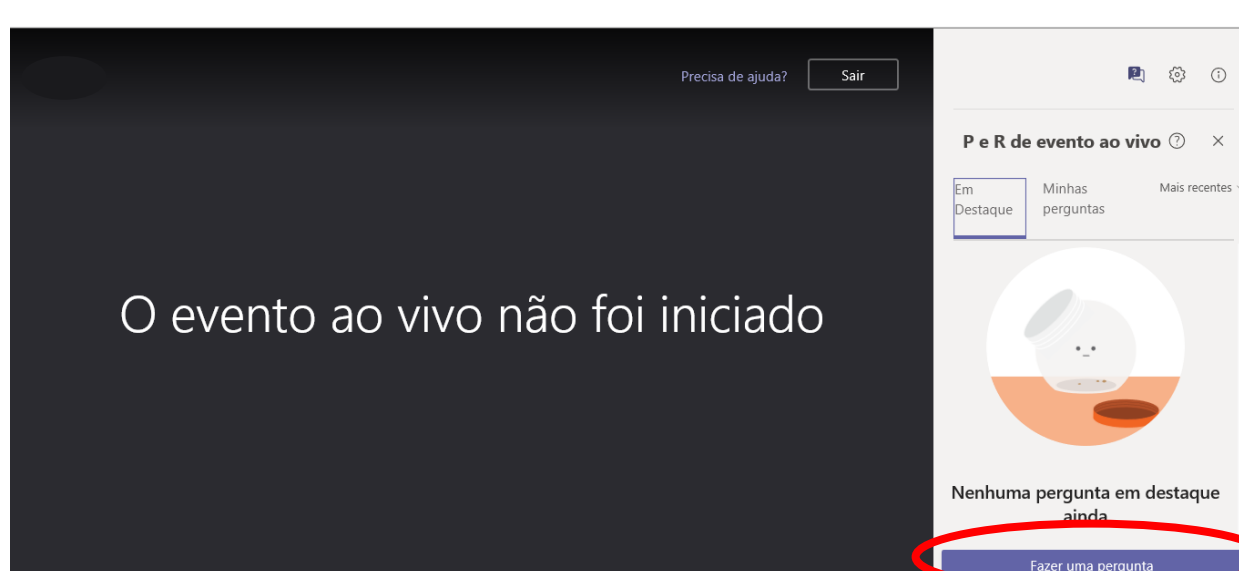 Precisa de ajuda?
Sair
O evento ao vivo não foi iniciado
P e R de evento ao vivo
Em
Destaque
Minhas
perguntas
Mais recentes
Nenhuma pergunta em destaque
ainda
Fazer uma pergunta